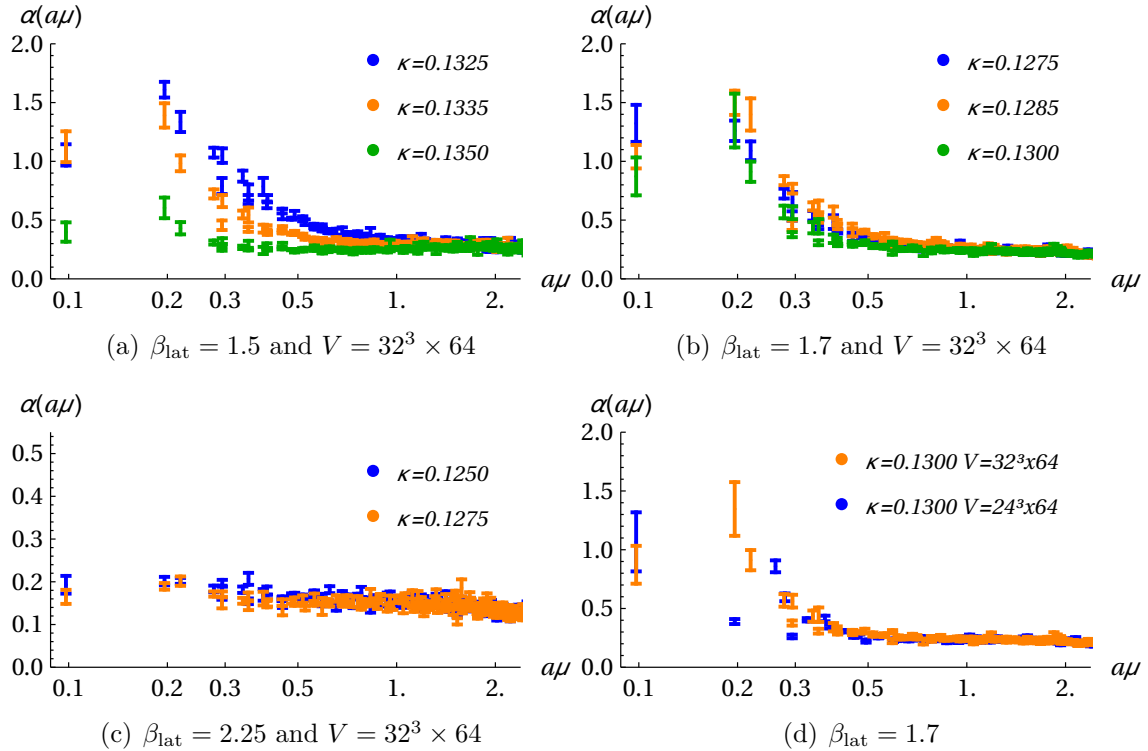 α(aμ)
2.0
1.5
1.0
0.5
0.0
0.1 0.2 0.3 0.5 1. 2.
aμ
κ=0.1325
κ=0.1335
κ=0.1350
(a) β_lat = 1.5 and V = 32³ × 64
α(aμ)
2.0
1.5
1.0
0.5
0.0
0.1 0.2 0.3 0.5 1. 2.
aμ
κ=0.1275
κ=0.1285
κ=0.1300
(b) β_lat = 1.7 and V = 32³ × 64
α(aμ)
0.5
0.4
0.3
0.2
0.1
0.0
0.1 0.2 0.3 0.5 1. 2.
aμ
κ=0.1250
κ=0.1275
(c) β_lat = 2.25 and V = 32³ × 64
α(aμ)
2.0
1.5
1.0
0.5
0.0
0.1 0.2 0.3 0.5 1. 2.
aμ
κ=0.1300 V=32³x64
κ=0.1300 V=24³x64
(d) β_lat = 1.7